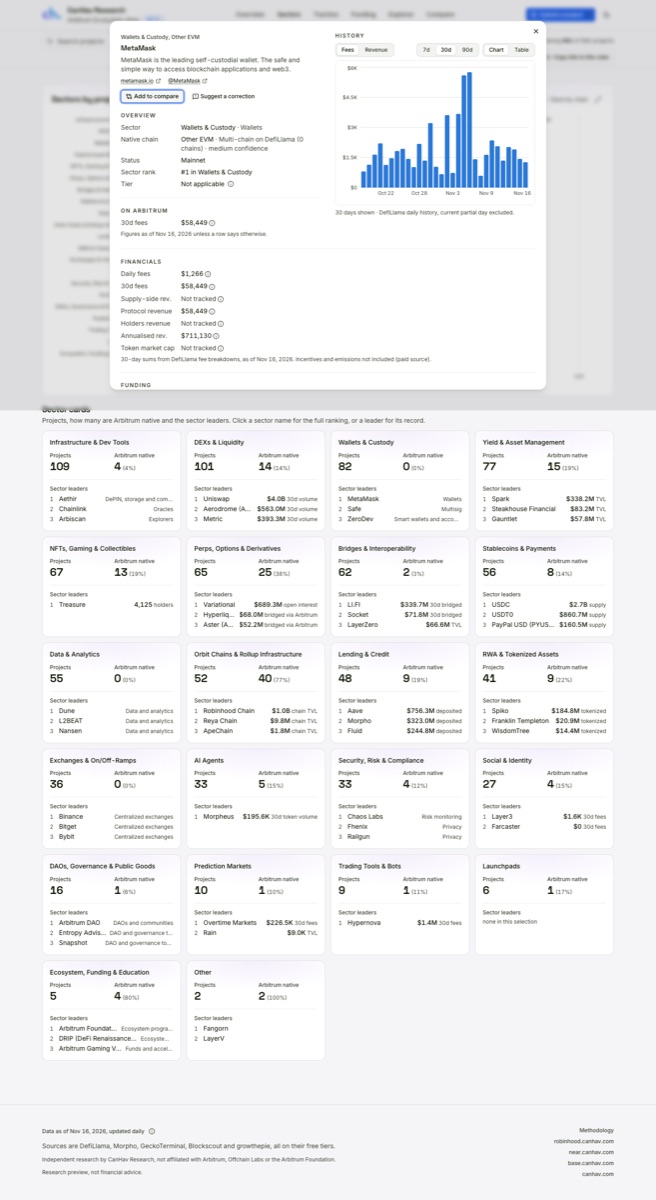 CanHav Research
Overview Sectors Tracker Funding Explorer Compare
Wallets & Custody, Other EVM
MetaMask
MetaMask is the leading self-custodial wallet. The safe and
simple way to access blockchain applications and web3.
metamask.io @MetaMask
Add to compare Suggest a correction
OVERVIEW
Sector Wallets & Custody · Wallets
Native chain Other EVM · Multi-chain on DefiLlama (0
chains) · medium confidence
Status Mainnet
Sector rank #1 in Wallets & Custody
Tier Not applicable
ON ARBITRUM
30d fees $58,449
Figures as of Nov 16, 2026 unless a row says otherwise.
HISTORY
Fees Revenue 7d 30d 90d Chart Table
$6K
$4.5K
$3K
$1.5K
$0
Oct 22 Oct 28 Nov 3 Nov 9 Nov 16
30 days shown · DefiLlama daily history, current partial day excluded.
FINANCIALS
Daily fees $1,266
30d fees $58,449
Supply-side rev. Not tracked
Protocol revenue $58,449
Holders revenue Not tracked
Annualised rev. $711,130
Token market cap Not tracked
30-day sums from DefiLlama fee breakdowns, as of Nov 16, 2026. Incentives and emissions not included (paid source).
FUNDING
Sector cards
Projects, how many are Arbitrum native and the sector leaders. Click a sector name for the full ranking, or a leader for its record.
Infrastructure & Dev Tools
Projects Arbitrum native
109 4 (4%)
Sector leaders
1 Aethir DePIN, storage and com...
2 Chainlink Oracles
3 Arbiscan Explorers
DEXs & Liquidity
Projects Arbitrum native
101 14 (14%)
Sector leaders
1 Uniswap $4.0B 30d volume
2 Aerodrome (A... $563.0M 30d volume
3 Metric $393.3M 30d volume
Wallets & Custody
Projects Arbitrum native
82 0 (0%)
Sector leaders
1 MetaMask Wallets
2 Safe Multisig
3 ZeroDev Smart wallets and acco...
Yield & Asset Management
Projects Arbitrum native
77 15 (19%)
Sector leaders
1 Spark $338.2M TVL
2 Steakhouse Financial $83.2M TVL
3 Gauntlet $57.8M TVL
NFTs, Gaming & Collectibles
Projects Arbitrum native
67 13 (19%)
Sector leaders
1 Treasure 4,125 holders
Perps, Options & Derivatives
Projects Arbitrum native
65 25 (38%)
Sector leaders
1 Variational $689.3M open interest
2 Hyperliq... $68.0M bridged via Arbitrum
3 Aster (A... $52.2M bridged via Arbitrum
Bridges & Interoperability
Projects Arbitrum native
62 2 (3%)
Sector leaders
1 LI.FI $339.7M 30d bridged
2 Socket $71.8M 30d bridged
3 LayerZero $66.6M TVL
Stablecoins & Payments
Projects Arbitrum native
56 8 (14%)
Sector leaders
1 USDC $2.7B supply
2 USDT0 $860.7M supply
3 PayPal USD (PYUS... $160.5M supply
Data & Analytics
Projects Arbitrum native
55 0 (0%)
Sector leaders
1 Dune Data and analytics
2 L2BEAT Data and analytics
3 Nansen Data and analytics
Orbit Chains & Rollup Infrastructure
Projects Arbitrum native
52 40 (77%)
Sector leaders
1 Robinhood Chain $1.0B chain TVL
2 Reya Chain $9.8M chain TVL
3 ApeChain $1.8M chain TVL
Lending & Credit
Projects Arbitrum native
48 9 (19%)
Sector leaders
1 Aave $756.3M deposited
2 Morpho $323.0M deposited
3 Fluid $244.8M deposited
RWA & Tokenized Assets
Projects Arbitrum native
41 9 (22%)
Sector leaders
1 Spiko $184.8M tokenized
2 Franklin Templeton $20.9M tokenized
3 WisdomTree $14.4M tokenized
Exchanges & On/Off-Ramps
Projects Arbitrum native
36 0 (0%)
Sector leaders
1 Binance Centralized exchanges
2 Bitget Centralized exchanges
3 Bybit Centralized exchanges
AI Agents
Projects Arbitrum native
33 5 (15%)
Sector leaders
1 Morpheus $195.6K 30d token volume
Security, Risk & Compliance
Projects Arbitrum native
33 4 (12%)
Sector leaders
1 Chaos Labs Risk monitoring
2 Fhenix Privacy
3 Railgun Privacy
Social & Identity
Projects Arbitrum native
27 4 (15%)
Sector leaders
1 Layer3 $1.6K 30d fees
2 Farcaster $0 30d fees
DAOs, Governance & Public Goods
Projects Arbitrum native
16 1 (6%)
Sector leaders
1 Arbitrum DAO DAOs and communities
2 Entropy Advis... DAO and governance t...
3 Snapshot DAO and governance to...
Prediction Markets
Projects Arbitrum native
10 1 (10%)
Sector leaders
1 Overtime Markets $226.5K 30d fees
2 Rain $9.0K TVL
Trading Tools & Bots
Projects Arbitrum native
9 1 (11%)
Sector leaders
1 Hypernova $1.4M 30d fees
Launchpads
Projects Arbitrum native
6 1 (17%)
Sector leaders
none in this selection
Ecosystem, Funding & Education
Projects Arbitrum native
5 4 (80%)
Sector leaders
1 Arbitrum Foundat... Ecosystem progra...
2 DRIP (DeFi Renaissance... Ecosyste...
3 Arbitrum Gaming V... Funds and accel...
Other
Projects Arbitrum native
2 2 (100%)
Sector leaders
1 Fangorn
2 LayerV
Data as of Nov 16, 2026, updated daily
Sources are DefiLlama, Morpho, GeckoTerminal, Blockscout and growthepie, all on their free tiers.
Independent research by CanHav Research, not affiliated with Arbitrum, Offchain Labs or the Arbitrum Foundation.
Research preview, not financial advice.
Methodology
robinhood.canhav.com
near.canhav.com
base.canhav.com
canhav.com